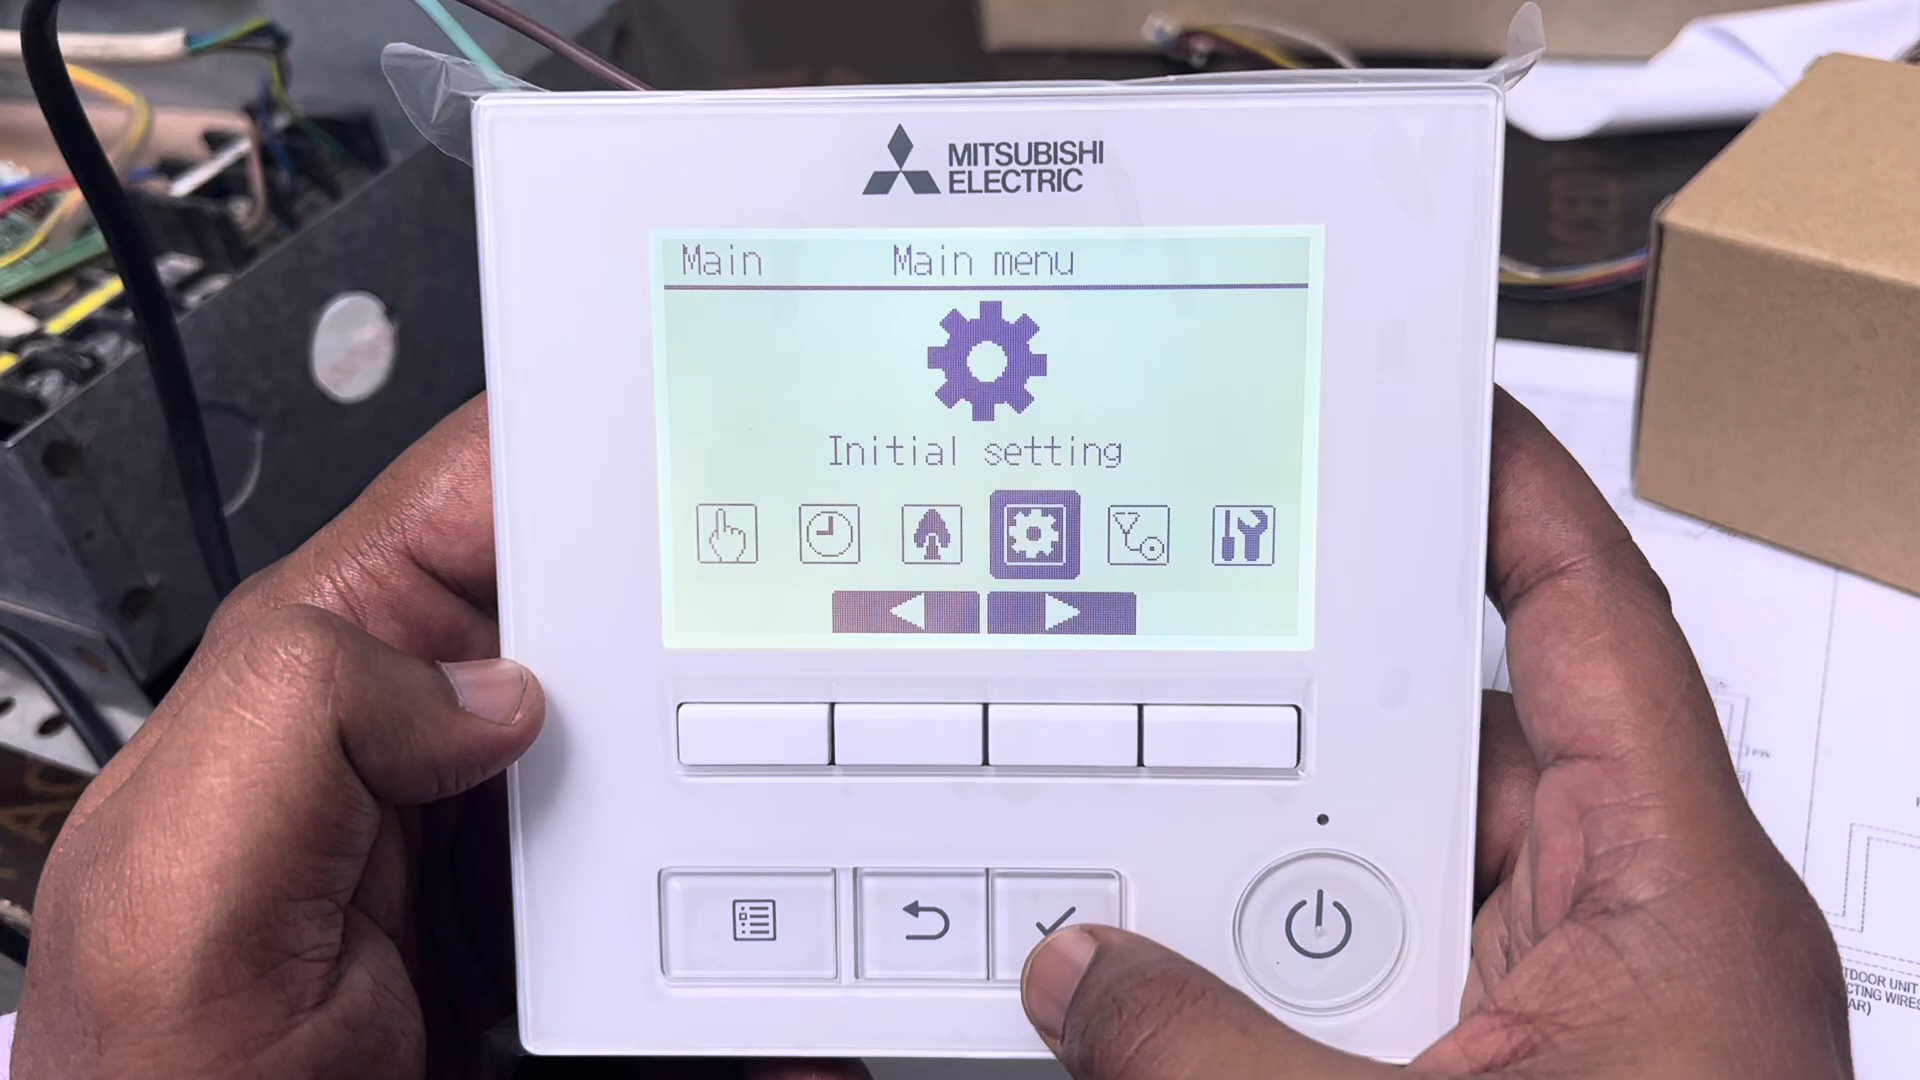 MITSUBISHI
ELECTRIC
Main Main menu
Initial setting
TDOOR UNIT
CTING WIRES
AR)